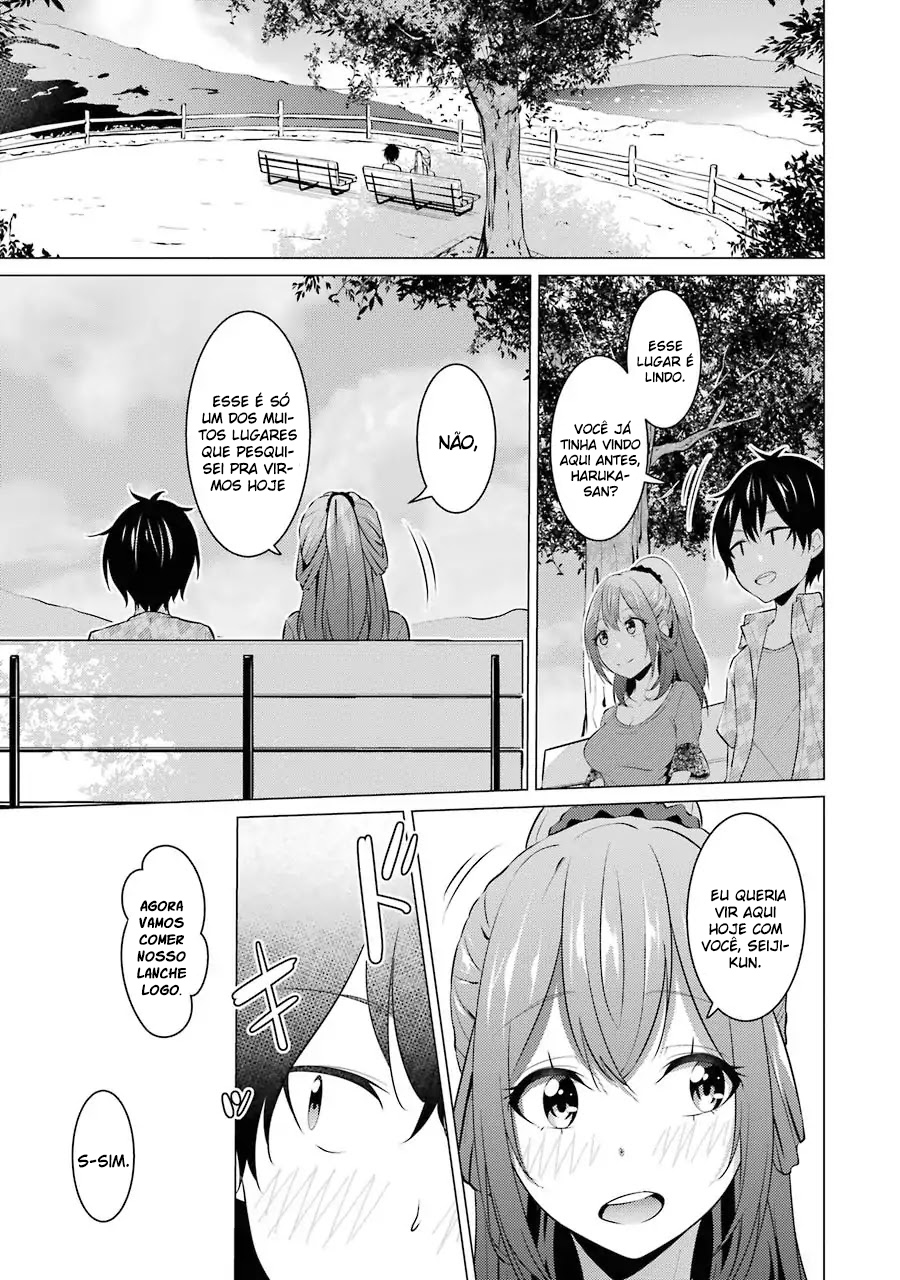 ESSE
LUGAR É
LINDO.
VOCÊ JÁ
TINHA VINDO
AQUI ANTES,
HARUKA-
SAN?
NÃO,
ESSE É SÓ
UM DOS MUI-
TOS LUGARES
QUE PESQUI-
SEI PRA VIR-
MOS HOJE
EU QUERIA
VIR AQUI
HOJE COM
VOCÊ, SEIJI-
KUN.
ドキッ
AGORA
VAMOS
COMER
NOSSO
LANCHE
LOGO.
S-SIM.